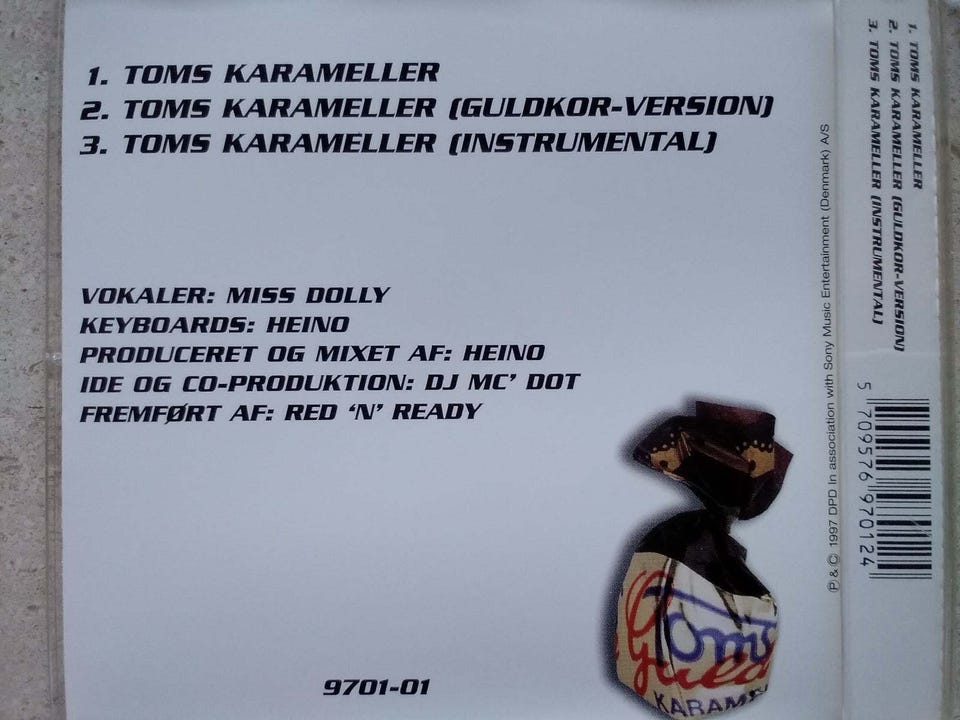 1. TOMS KARAMELLER
2. TOMS KARAMELLER (GULDKOR-VERSION)
3. TOMS KARAMELLER (INSTRUMENTAL)
VOKALER: MISS DOLLY
KEYBOARDS: HEINO
PRODUCERET OG MIXET AF: HEINO
IDE OG CO-PRODUKTION: DJ MC' DOT
FREMFØRT AF: RED 'N' READY
9701-01
Toms
Guld
KARAM
℗ & © 1997 DPD In association with Sony Music Entertainment (Denmark) A/S
1. TOMS KARAMELLER
2. TOMS KARAMELLER (GULDKOR-VERSION)
3. TOMS KARAMELLER (INSTRUMENTAL)
5 709576 970124